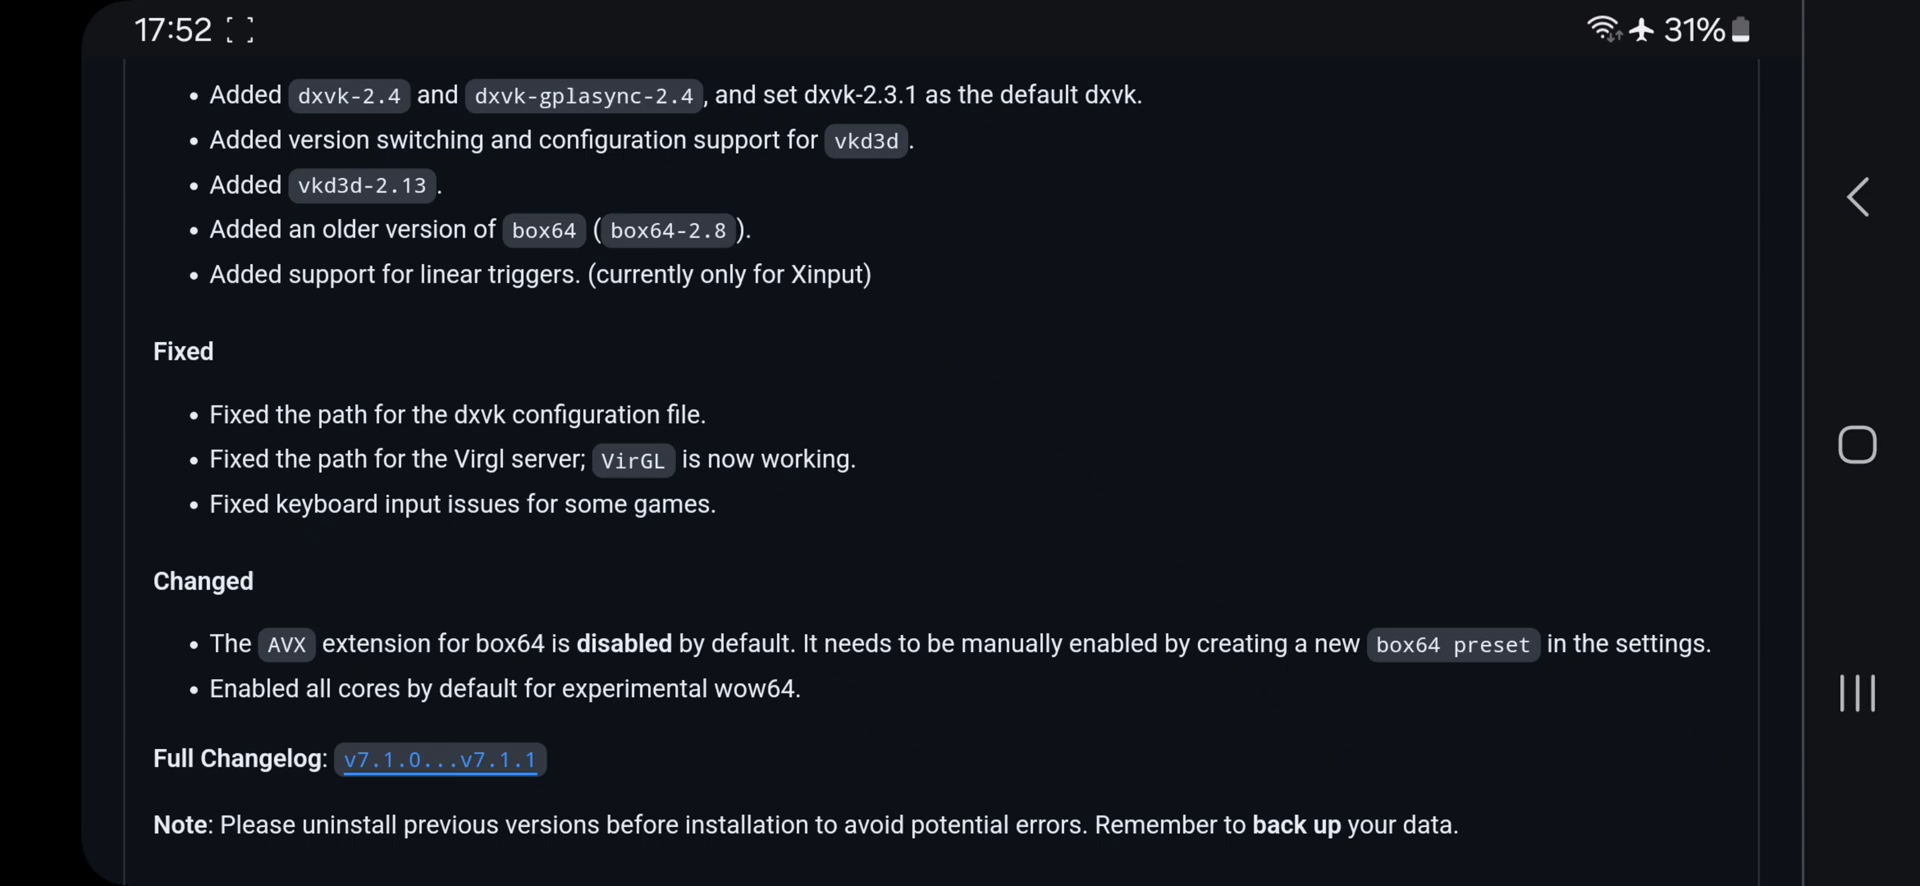 17:52 31%
• Added dxvk-2.4 and dxvk-gplasync-2.4, and set dxvk-2.3.1 as the default dxvk.
• Added version switching and configuration support for vkd3d.
• Added vkd3d-2.13.
• Added an older version of box64 (box64-2.8).
• Added support for linear triggers. (currently only for Xinput)
Fixed
• Fixed the path for the dxvk configuration file.
• Fixed the path for the Virgl server; VirGL is now working.
• Fixed keyboard input issues for some games.
Changed
• The AVX extension for box64 is disabled by default. It needs to be manually enabled by creating a new box64 preset in the settings.
• Enabled all cores by default for experimental wow64.
Full Changelog: v7.1.0...v7.1.1
Note: Please uninstall previous versions before installation to avoid potential errors. Remember to back up your data.